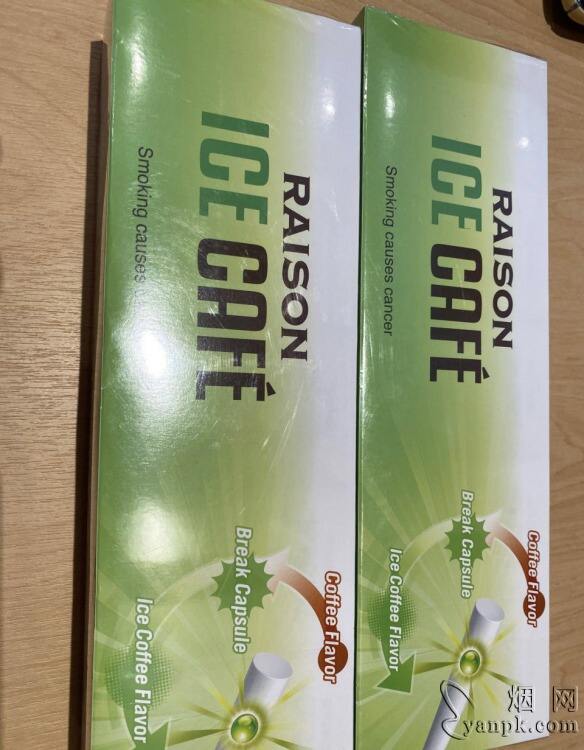 RAISON
ICE CAFÉ
Smoking causes
Coffee Flavor
Break Capsule
Ice Coffee Flavor
RAISON
ICE CAFÉ
Smoking causes cancer
Coffee Flavor
Break Capsule
Ice Coffee Flavor
烟网
yanpk.com